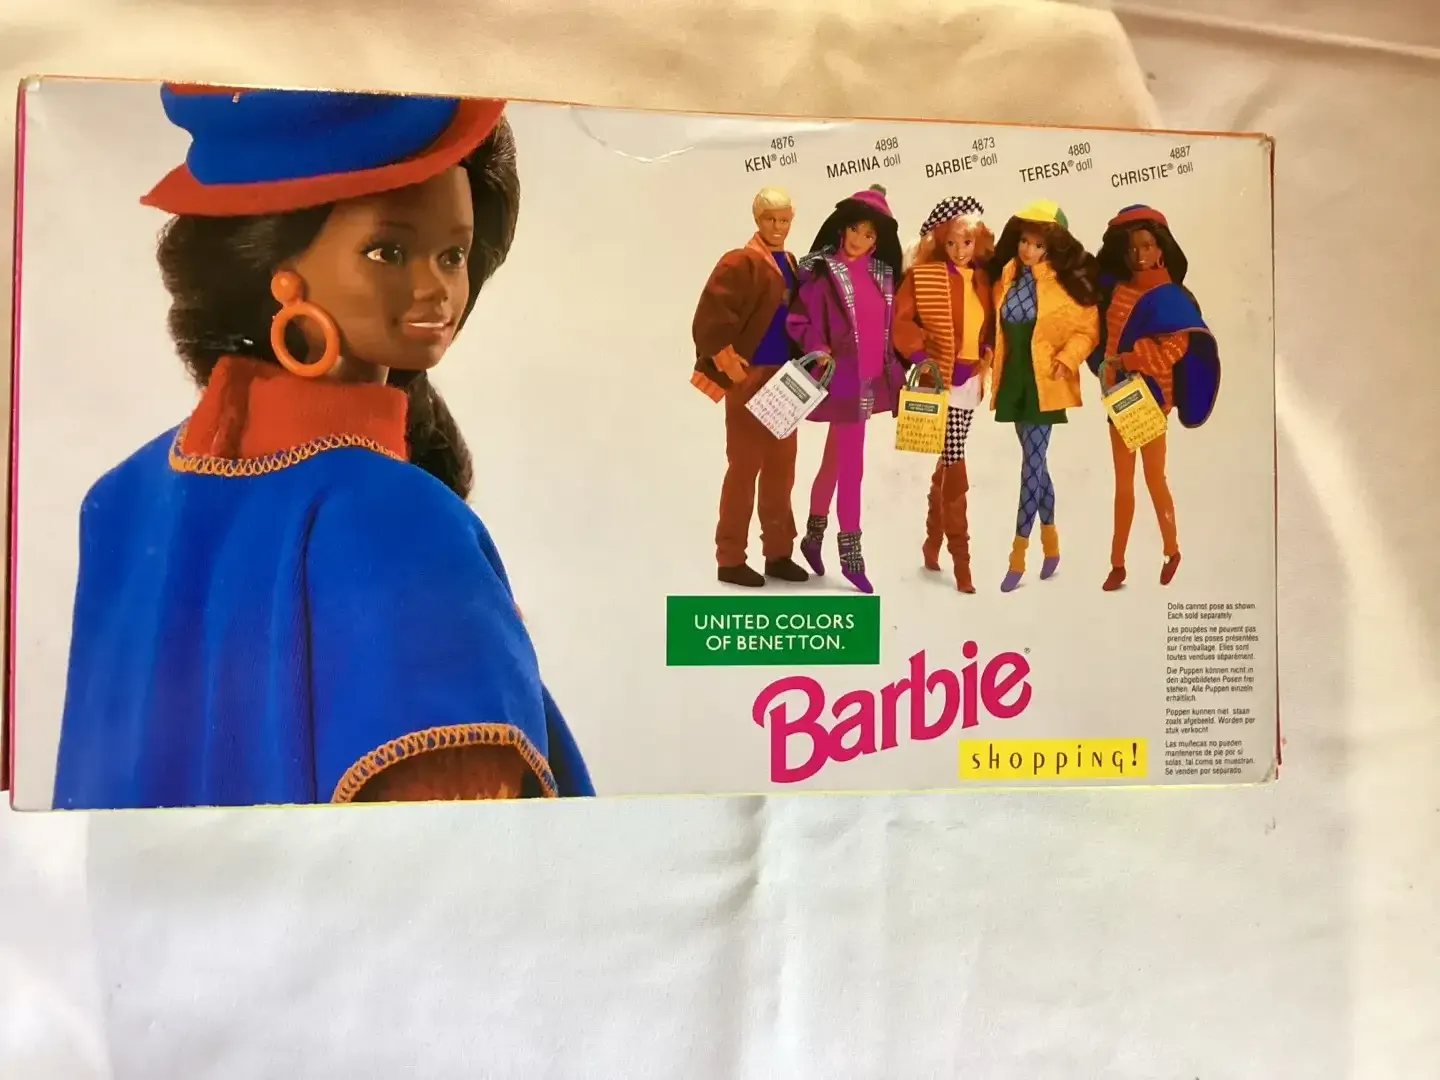 4876
KEN® doll
4898
MARINA doll
4873
BARBIE® doll
4880
TERESA® doll
4887
CHRISTIE® doll
UNITED COLORS
OF BENETTON.
Barbie®
shopping!
Dolls cannot pose as shown.
Each sold separately.
Les poupées ne peuvent pas
prendre les poses présentées
sur l'emballage. Elles sont
toutes vendues séparément.
Die Puppen können nicht in
den abgebildeten Posen frei
stehen. Alle Puppen einzeln
erhältlich.
Poppen kunnen niet staan
zoals afgebeeld. Worden per
stuk verkocht.
Las muñecas no pueden
mantenerse de pie por sí
solas, tal como se muestran.
Se venden por separado.